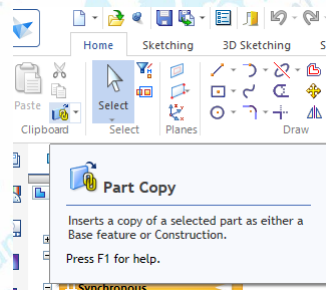 Home Sketching 3D Sketching
Paste
Select
Clipboard Select Planes Draw
Part Copy
Inserts a copy of a selected part as either a
Base feature or Construction.
Press F1 for help.
Synchronous